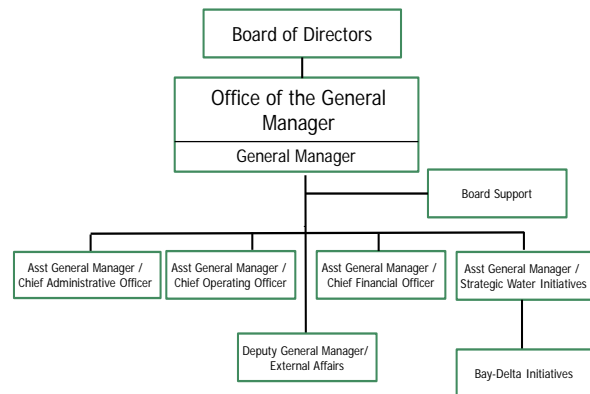 Board of Directors
Office of the General
Manager
General Manager
Board Support
Asst General Manager /
Chief Administrative Officer
Asst General Manager /
Chief Operating Officer
Asst General Manager /
Chief Financial Officer
Asst General Manager /
Strategic Water Initiatives
Deputy General Manager/
External Affairs
Bay-Delta Initiatives